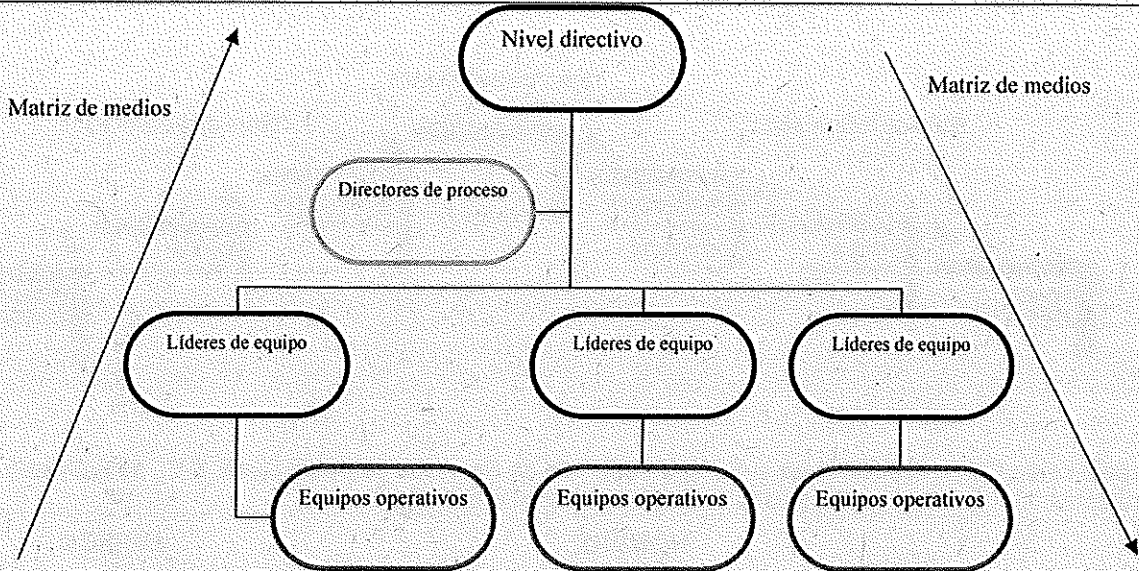 Nivel directivo
Matriz de medios
Matriz de medios
Directores de proceso
Líderes de equipo
Líderes de equipo
Líderes de equipo
Equipos operativos
Equipos operativos
Equipos operativos